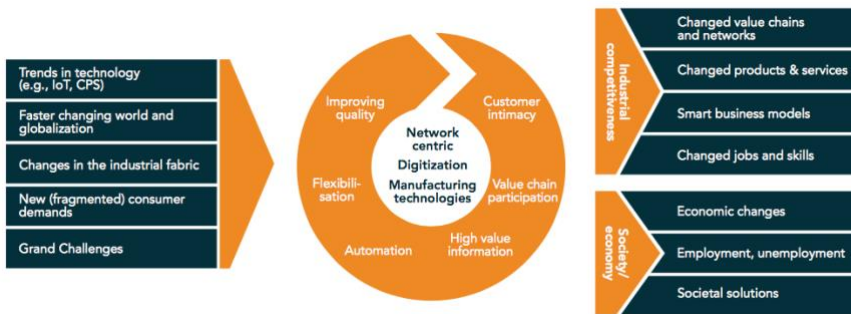 Trends in technology
(e.g., IoT, CPS)
Faster changing world and
globalization
Changes in the industrial fabric
New (fragmented) consumer
demands
Grand Challenges
Improving
quality
Customer
intimacy
Network
centric
Digitization
Manufacturing
technologies
Flexibili-
sation
Value chain
participation
Automation
High value
information
Industrial
competitiveness
Changed value chains
and networks
Changed products & services
Smart business models
Changed jobs and skills
Society/
economy
Economic changes
Employment, unemployment
Societal solutions